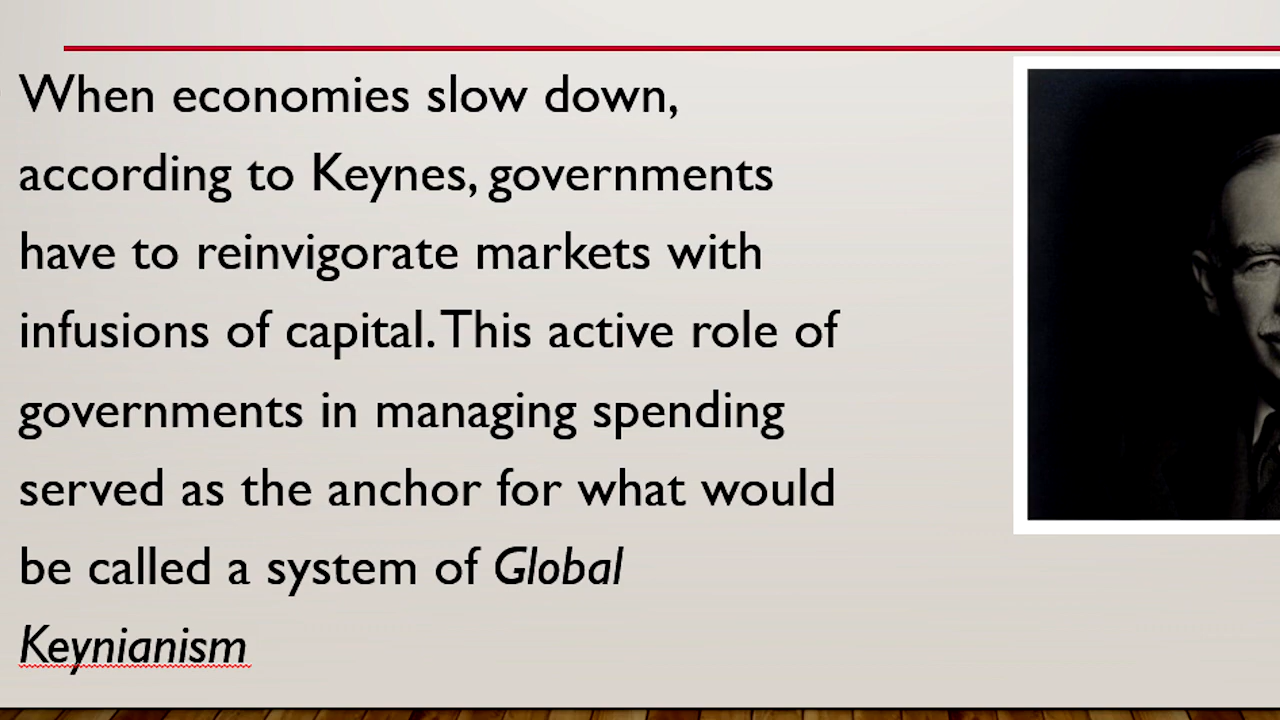 When economies slow down,
according to Keynes, governments
have to reinvigorate markets with
infusions of capital. This active role of
governments in managing spending
served as the anchor for what would
be called a system of Global
Keynianism